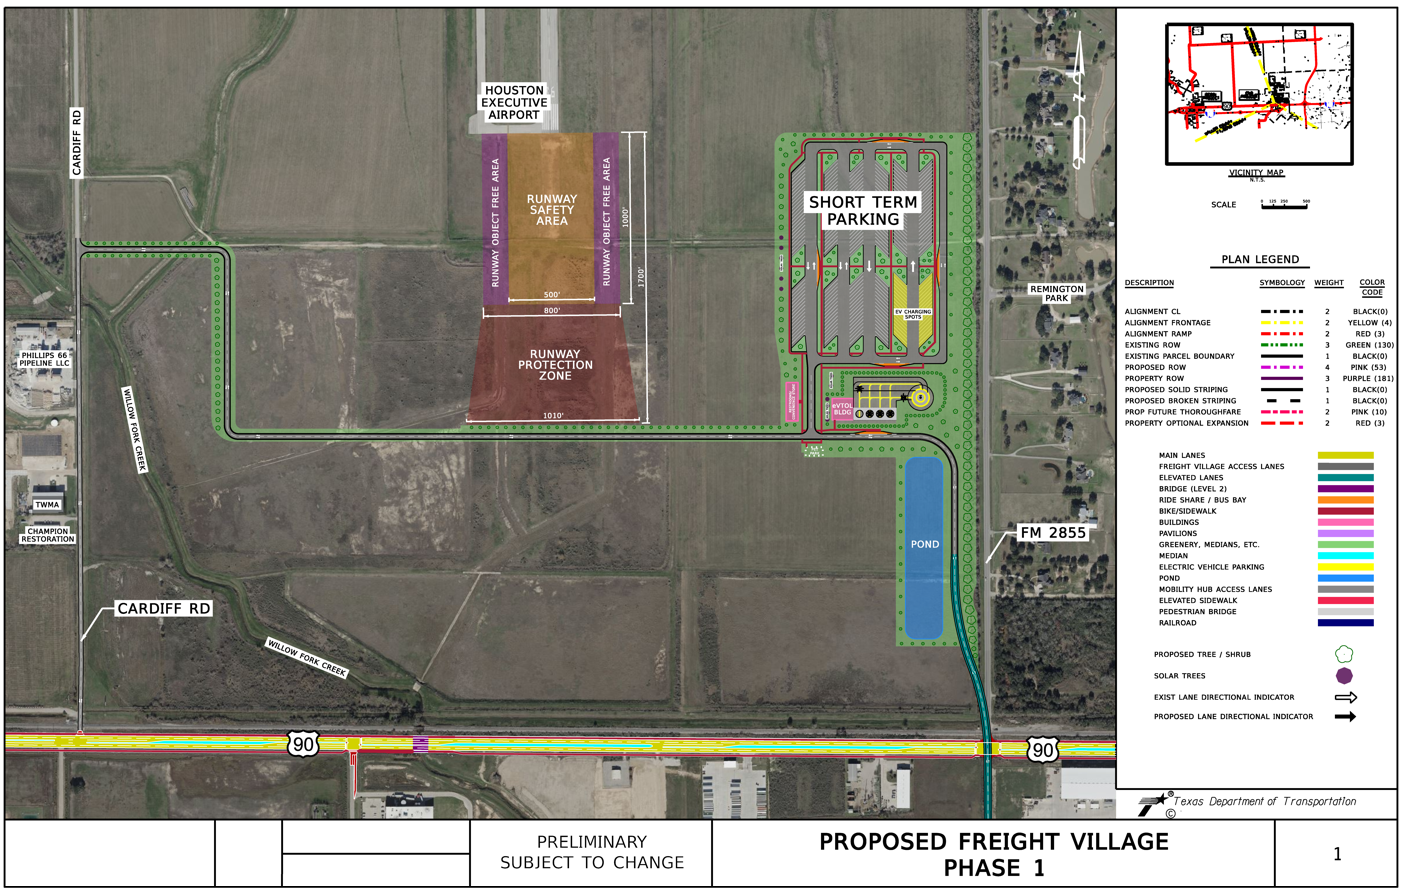 HOUSTON
EXECUTIVE
AIRPORT
CARDIFF RD
RUNWAY OBJECT FREE AREA
RUNWAY
SAFETY
AREA
RUNWAY OBJECT FREE AREA
1000'
1700'
500'
800'
RUNWAY
PROTECTION
ZONE
1010'
SHORT TERM
PARKING
EV CHARGING
SPOTS
eVTOL
BLDG
REMINGTON
PARK
PHILLIPS 66
PIPELINE LLC
WILLOW FORK CREEK
TWMA
CHAMPION
RESTORATION
POND
FM 2855
CARDIFF RD
WILLOW FORK CREEK
90
90
VICINITY MAP
N.T.S.
SCALE
0 125 250 500
PLAN LEGEND
DESCRIPTION SYMBOLOGY WEIGHT COLOR
CODE
ALIGNMENT CL 2 BLACK(0)
ALIGNMENT FRONTAGE 2 YELLOW (4)
ALIGNMENT RAMP 2 RED (3)
EXISTING ROW 3 GREEN (130)
EXISTING PARCEL BOUNDARY 1 BLACK(0)
PROPOSED ROW 4 PINK (53)
PROPERTY ROW 3 PURPLE (181)
PROPOSED SOLID STRIPING 1 BLACK(0)
PROPOSED BROKEN STRIPING 1 BLACK(0)
PROP FUTURE THOROUGHFARE 2 PINK (10)
PROPERTY OPTIONAL EXPANSION 2 RED (3)
MAIN LANES
FREIGHT VILLAGE ACCESS LANES
ELEVATED LANES
BRIDGE (LEVEL 2)
RIDE SHARE / BUS BAY
BIKE/SIDEWALK
BUILDINGS
PAVILIONS
GREENERY, MEDIANS, ETC.
MEDIAN
ELECTRIC VEHICLE PARKING
POND
MOBILITY HUB ACCESS LANES
ELEVATED SIDEWALK
PEDESTRIAN BRIDGE
RAILROAD
PROPOSED TREE / SHRUB
SOLAR TREES
EXIST LANE DIRECTIONAL INDICATOR
PROPOSED LANE DIRECTIONAL INDICATOR
® Texas Department of Transportation
©
PRELIMINARY
SUBJECT TO CHANGE
PROPOSED FREIGHT VILLAGE
PHASE 1
1